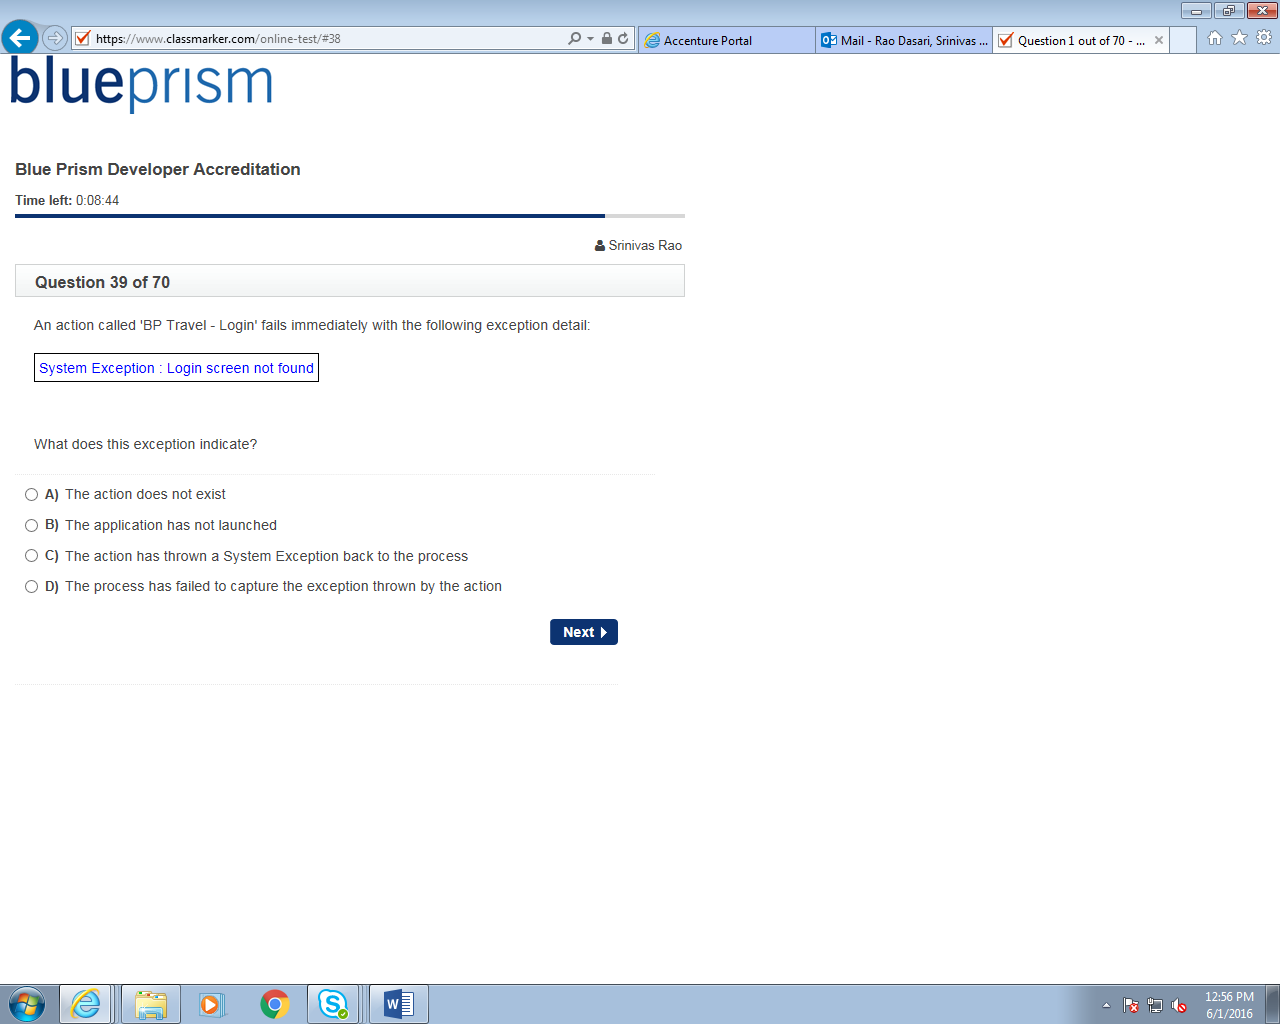 https://www.classmarker.com/online-test/#38
Accenture Portal
Mail - Rao Dasari, Srinivas ...
Question 1 out of 70 - ...
blueprism
Blue Prism Developer Accreditation
Time left: 0:08:44
Srinivas Rao
Question 39 of 70
An action called 'BP Travel - Login' fails immediately with the following exception detail:
System Exception : Login screen not found
What does this exception indicate?
A) The action does not exist
B) The application has not launched
C) The action has thrown a System Exception back to the process
D) The process has failed to capture the exception thrown by the action
Next
12:56 PM
6/1/2016